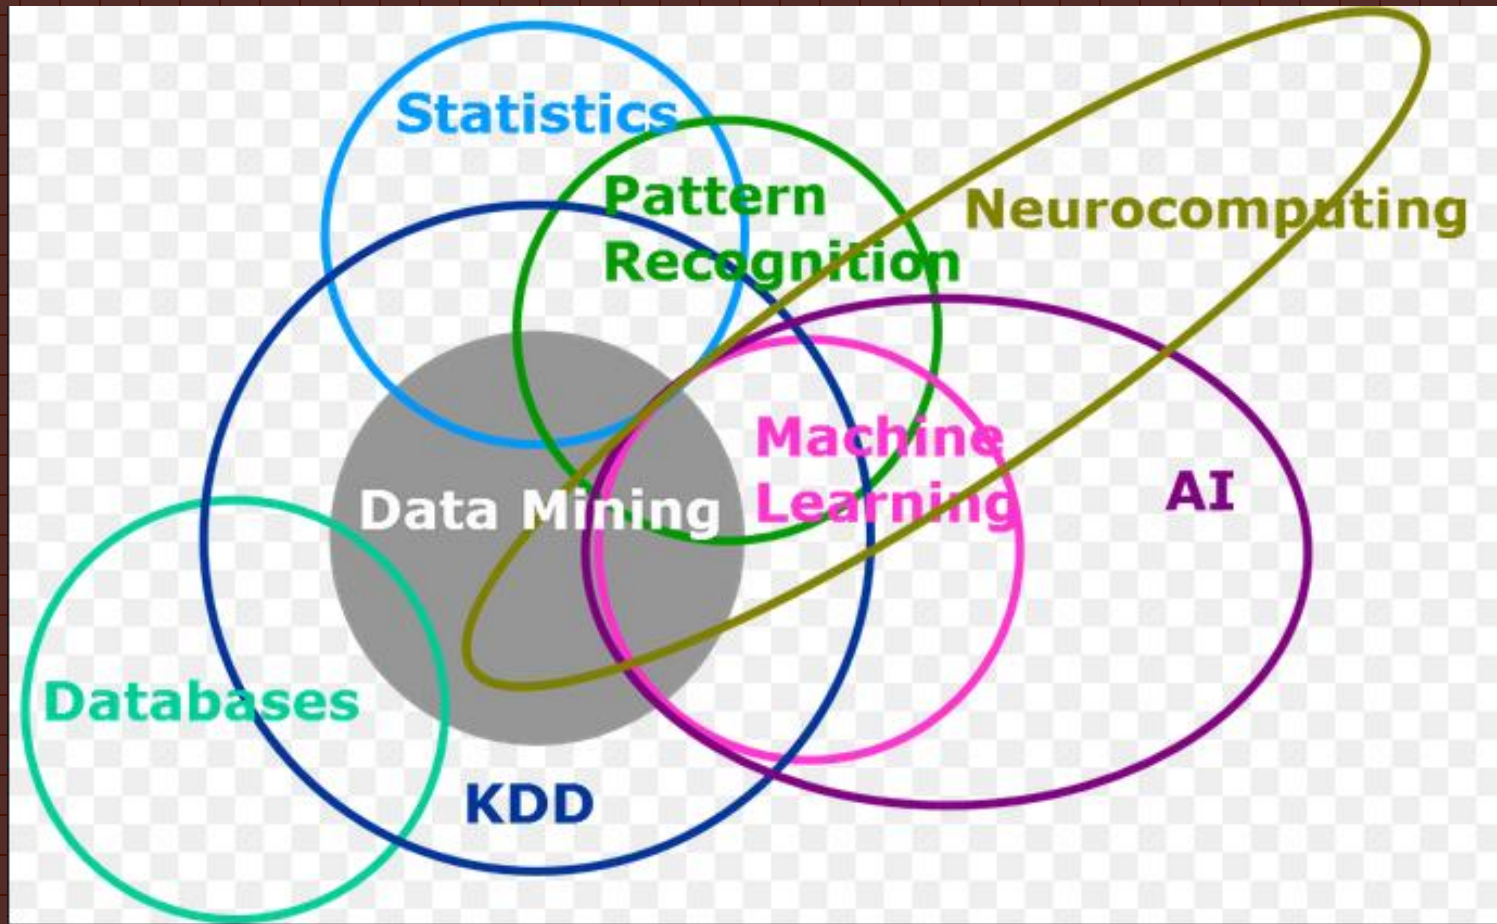 Statistics
Pattern
Recognition
Neurocomputing
Machine
Learning
AI
Data Mining
Databases
KDD